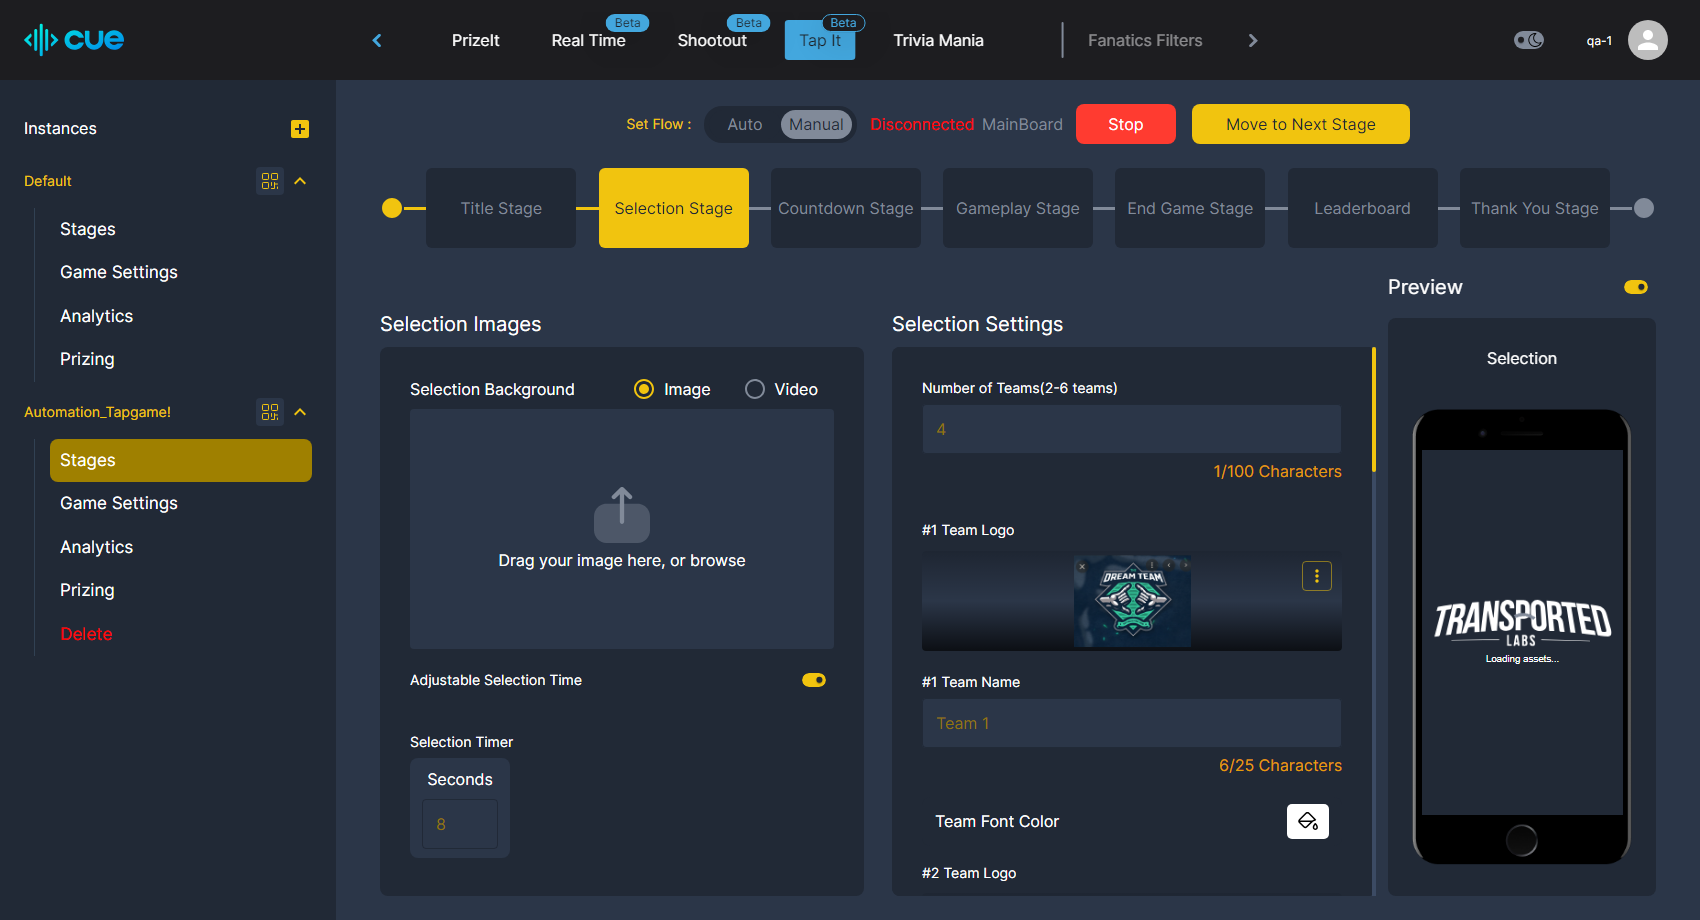 cue
PrizeIt
Beta
Real Time
Beta
Shootout
Beta
Tap It
Trivia Mania
Fanatics Filters
qa-1
Instances
Default
Stages
Game Settings
Analytics
Prizing
Automation_Tapgame!
Stages
Game Settings
Analytics
Prizing
Delete
Set Flow :
Auto
Manual
Disconnected MainBoard
Stop
Move to Next Stage
Title Stage
Selection Stage
Countdown Stage
Gameplay Stage
End Game Stage
Leaderboard
Thank You Stage
Selection Images
Selection Background
Image
Video
Drag your image here, or browse
Adjustable Selection Time
Selection Timer
Seconds
8
Selection Settings
Number of Teams(2-6 teams)
4
1/100 Characters
#1 Team Logo
DREAM TEAM
#1 Team Name
Team 1
6/25 Characters
Team Font Color
#2 Team Logo
Preview
Selection
TRANSPORTED
LABS
Loading assets...